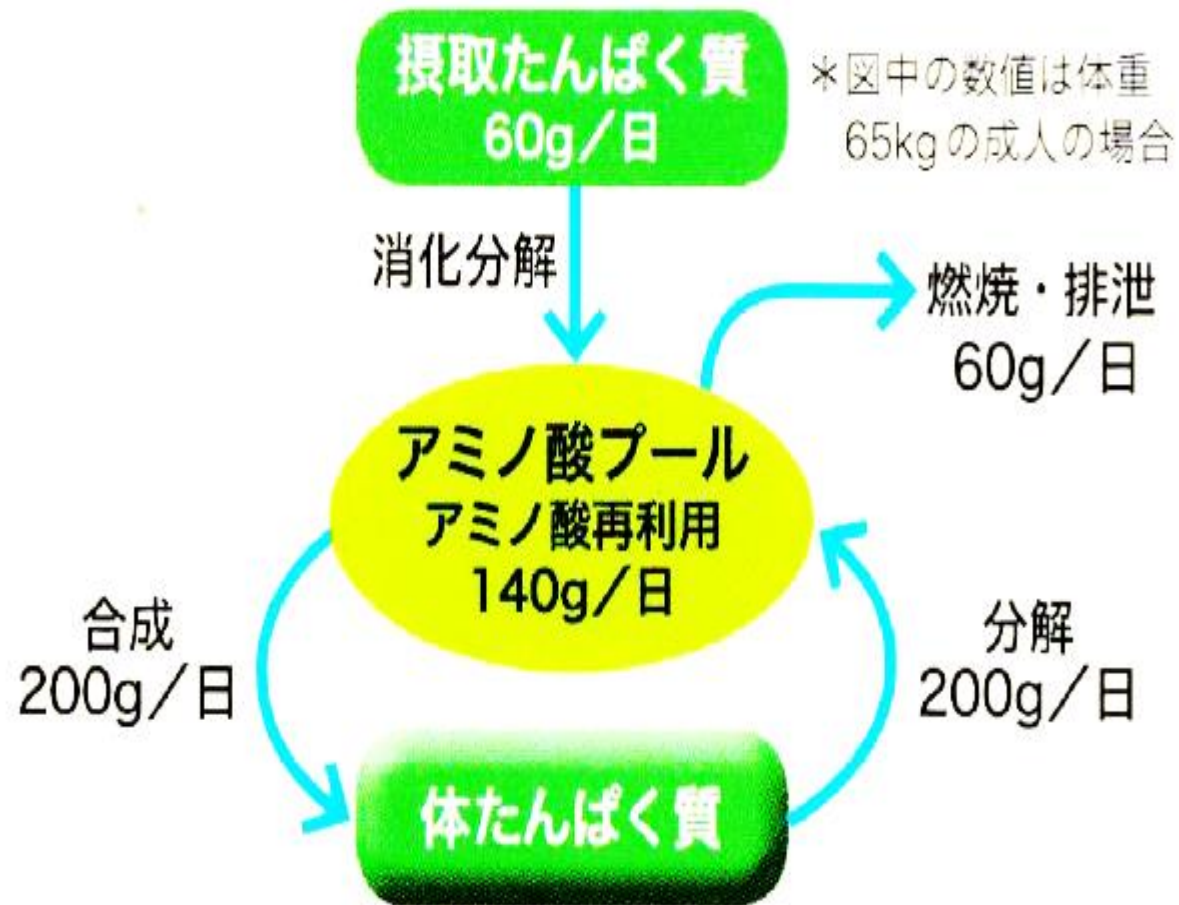 摂取たんぱく質
60g/日
*図中の数値は体重
65kgの成人の場合
消化分解
燃焼・排泄
60g/日
アミノ酸プール
アミノ酸再利用
140g/日
合成
200g/日
分解
200g/日
体たんぱく質